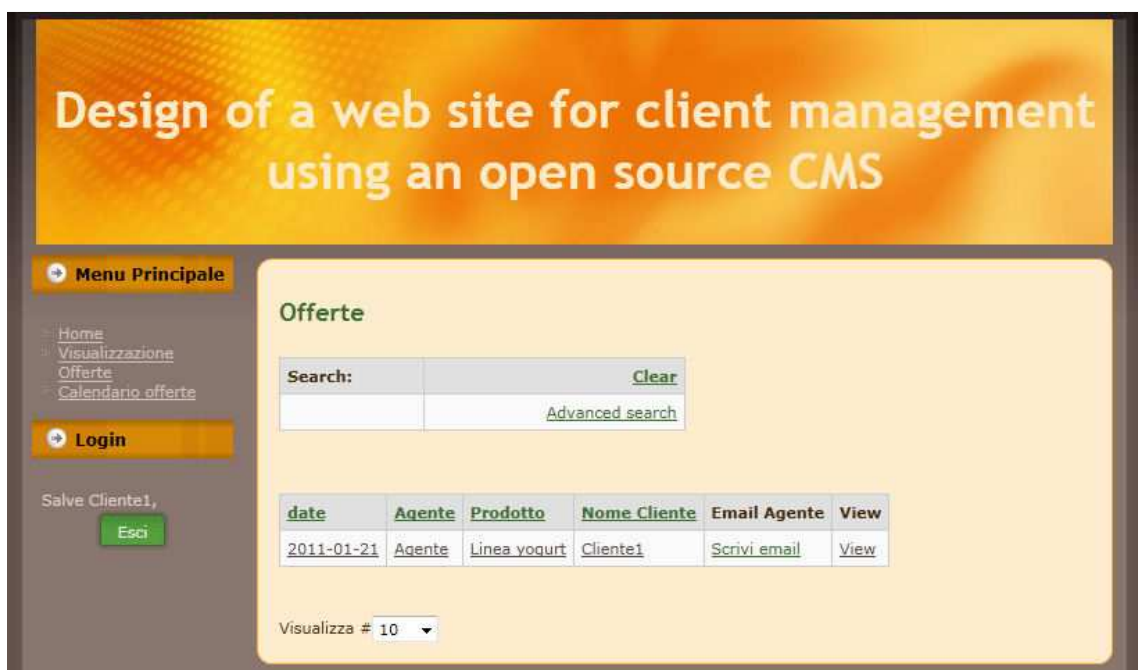 Design of a web site for client management
using an open source CMS
Menu Principale
Home
Visualizzazione
Offerte
Calendario offerte
Login
Salve Cliente1,
Esci
Offerte
Search: Clear
Advanced search
date Agente Prodotto Nome Cliente Email Agente View
2011-01-21 Agente Linea yogurt Cliente1 Scrivi email View
Visualizza # 10